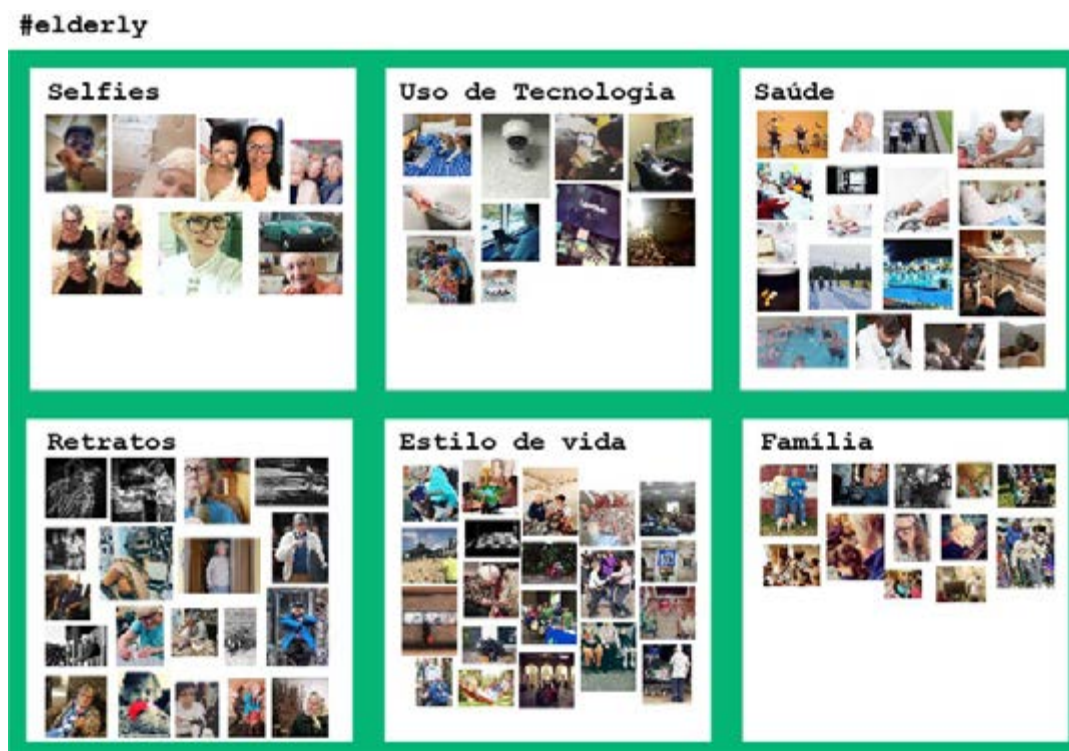 #elderly
Selfies
Uso de Tecnologia
Saúde
Retratos
Estilo de vida
Família